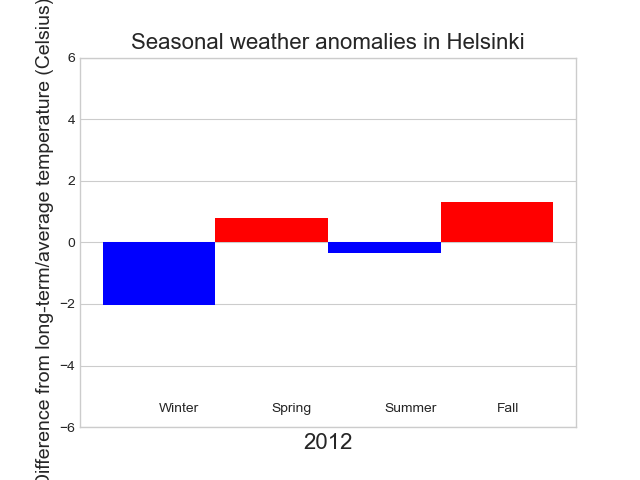 Seasonal weather anomalies in Helsinki
Difference from long-term/average temperature (Celsius)
6
4
2
0
−2
−4
−6
Winter Spring Summer Fall
2012